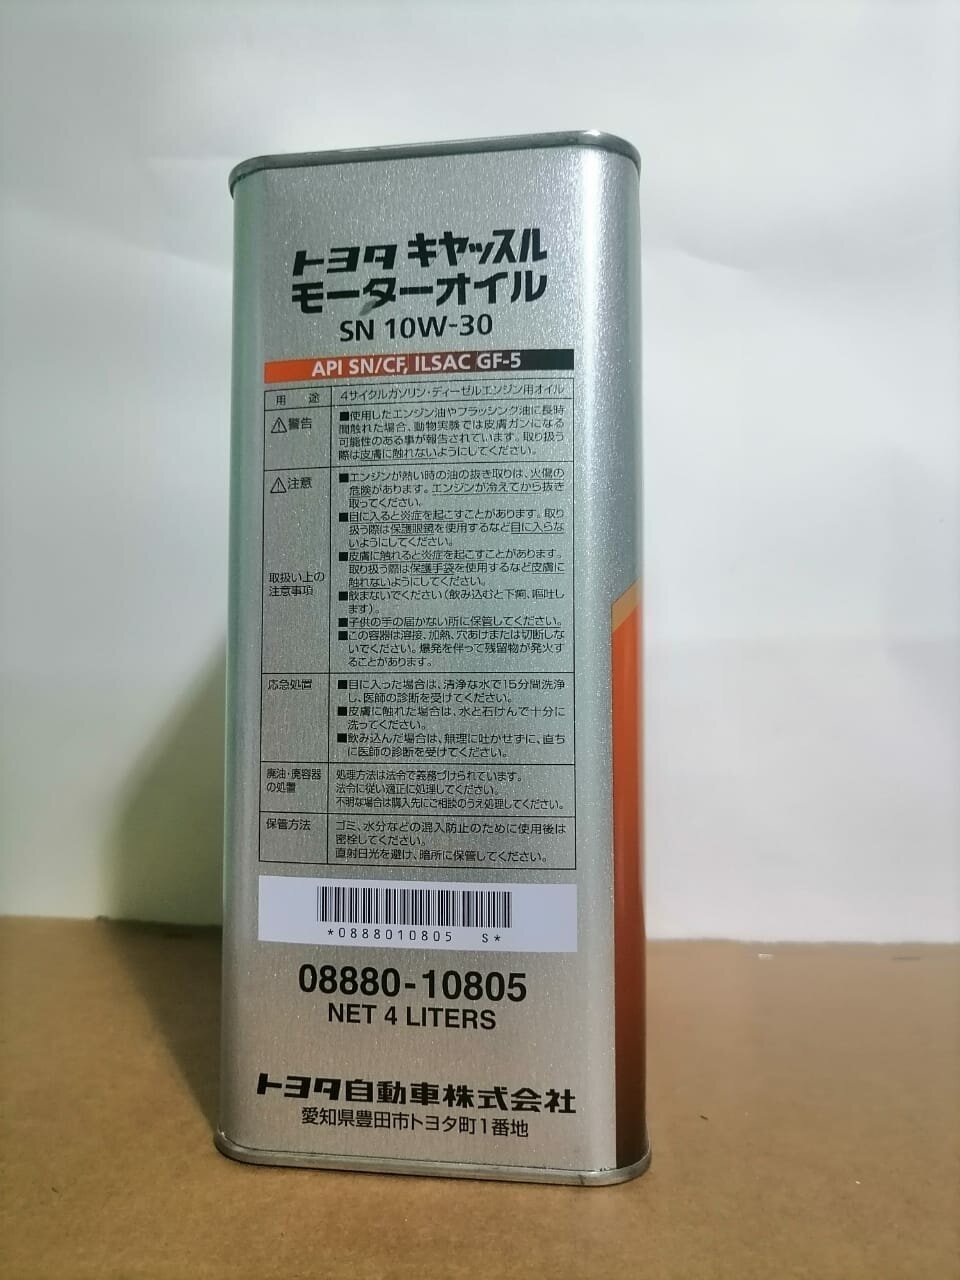 トヨタ キヤッスル
モーターオイル
SN 10W-30
API SN/CF, ILSAC GF-5
用 途
4サイクルガソリン・ディーゼルエンジン用オイル
⚠警告
■使用したエンジン油やフラッシング油に長時
間触れた場合、動物実験では皮膚ガンになる
可能性のある事が報告されています。取り扱う
際は皮膚に触れないようにしてください。
⚠注意
取扱い上の
注意事項
■エンジンが熱い時の油の抜き取りは、火傷の
危険があります。エンジンが冷えてから抜き
取ってください。
■目に入ると炎症を起こすことがあります。取り
扱う際は保護眼鏡を使用するなど目に入らな
いようにしてください。
■皮膚に触れると炎症を起こすことがあります。
取り扱う際は保護手袋を使用するなど皮膚に
触れないようにしてください。
■飲まないでください（飲み込むと下痢、嘔吐し
ます）。
■子供の手の届かない所に保管してください。
■この容器は溶接、加熱、穴あけまたは切断しな
いでください。爆発を伴って残留物が発火す
ることがあります。
応急処置
■目に入った場合は、清浄な水で15分間洗浄
し、医師の診断を受けてください。
■皮膚に触れた場合は、水と石けんで十分に
洗ってください。
■飲み込んだ場合は、無理に吐かせずに、直ち
に医師の診断を受けてください。
廃油・廃容器
の処置
処理方法は法令で義務づけられています。
法令に従い適正に処理してください。
不明な場合は購入先にご相談のうえ処理してください。
保管方法
ゴミ、水分などの混入防止のために使用後は
密栓してください。
直射日光を避け、暗所に保管してください。
*0888010805 S*
08880-10805
NET 4 LITERS
トヨタ自動車株式会社
愛知県豊田市トヨタ町1番地